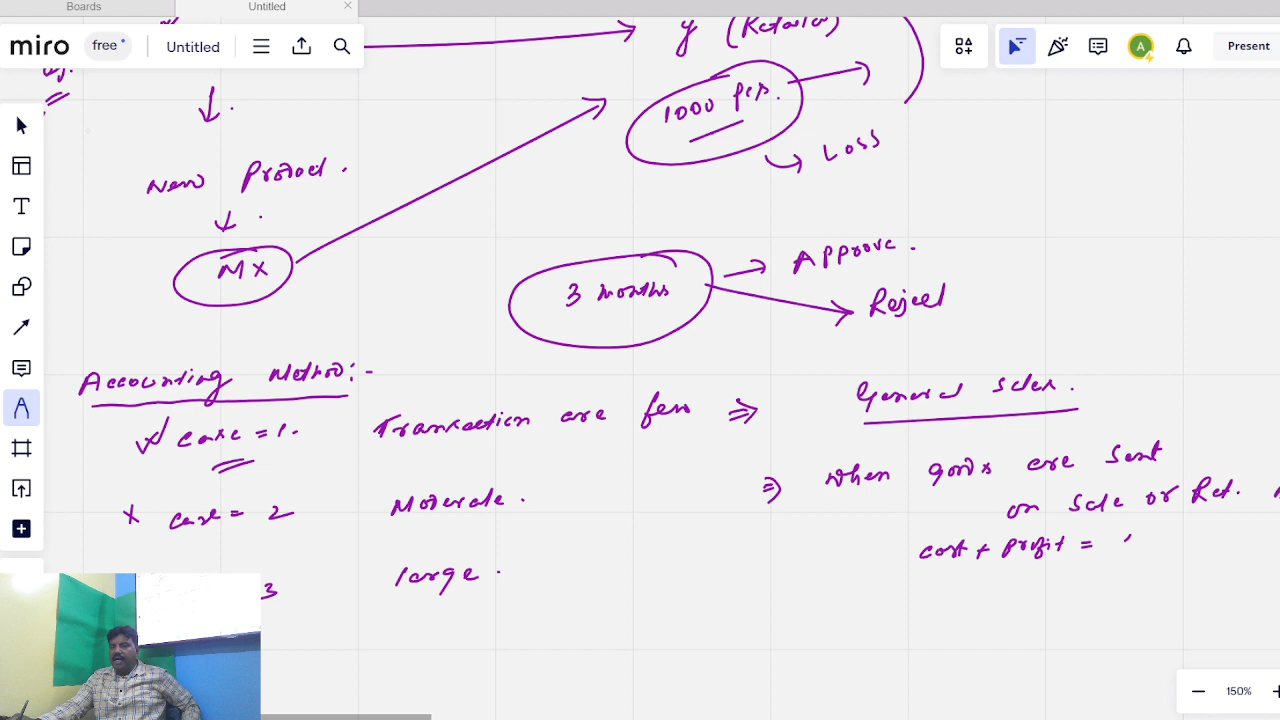 Boards Untitled
miro free Untitled Present
y (Retailer)
1000 pcs.
Loss
New Product.
MX
3 months
Approve.
Reject
Accounting Method:-
case = 1. Transaction are few ⇒ General sales.
⇒ when goods are sent
on sale or Ret.
X case = 2 Moderate.
cost + profit =
3 large.
150%